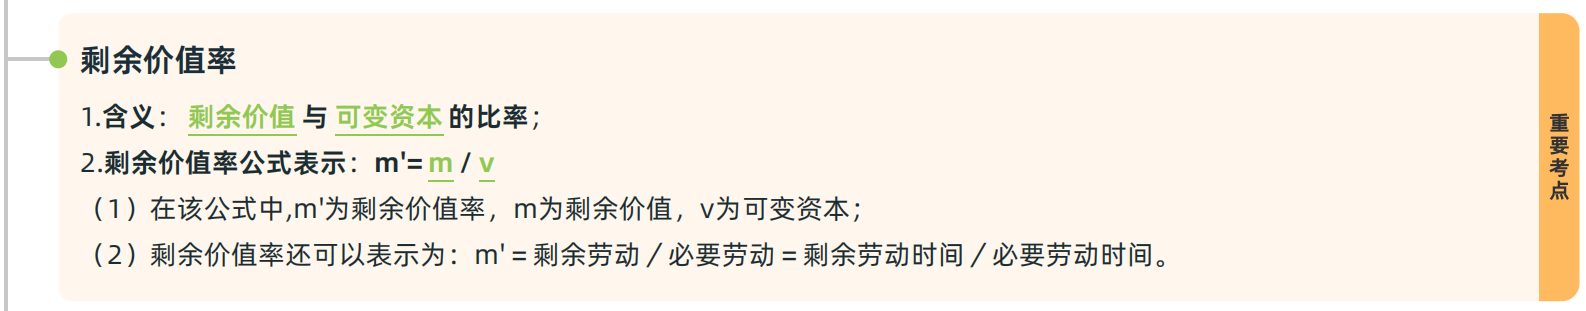 剩余价值率
1.含义： 剩余价值 与 可变资本 的比率；
2.剩余价值率公式表示：m'= m / v
（1）在该公式中,m'为剩余价值率，m为剩余价值，v为可变资本；
（2）剩余价值率还可以表示为：m' = 剩余劳动 / 必要劳动 = 剩余劳动时间 / 必要劳动时间。
重要考点